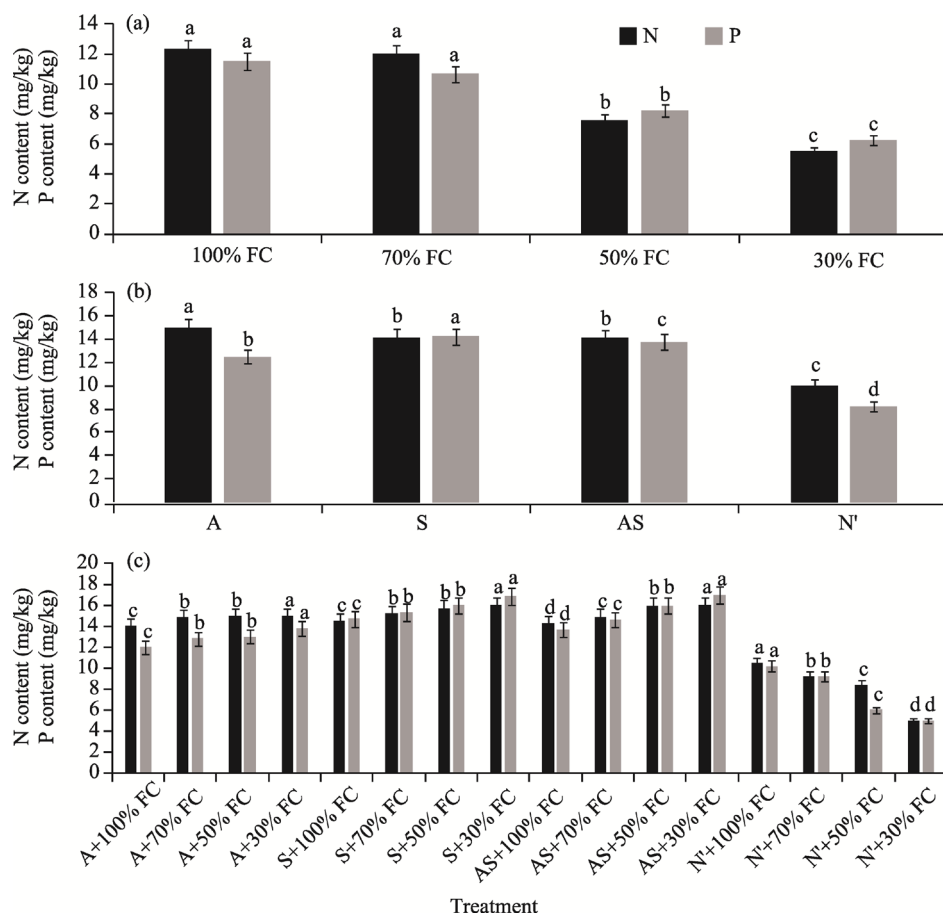 (a)
N P
N content (mg/kg)
P content (mg/kg)
14
12
10
8
6
4
2
0
a a a a b b c c
100% FC 70% FC 50% FC 30% FC
(b)
N content (mg/kg)
P content (mg/kg)
18
16
14
12
10
8
6
4
2
0
a b b a b c c d
A S AS N'
(c)
N content (mg/kg)
P content (mg/kg)
20
18
16
14
12
10
8
6
4
2
0
c c b b b b a a c c b b b b a a d d c c b b a a a a b b c c d d
A+100% FC A+70% FC A+50% FC A+30% FC S+100% FC S+70% FC S+50% FC S+30% FC AS+100% FC AS+70% FC AS+50% FC AS+30% FC N'+100% FC N'+70% FC N'+50% FC N'+30% FC
Treatment